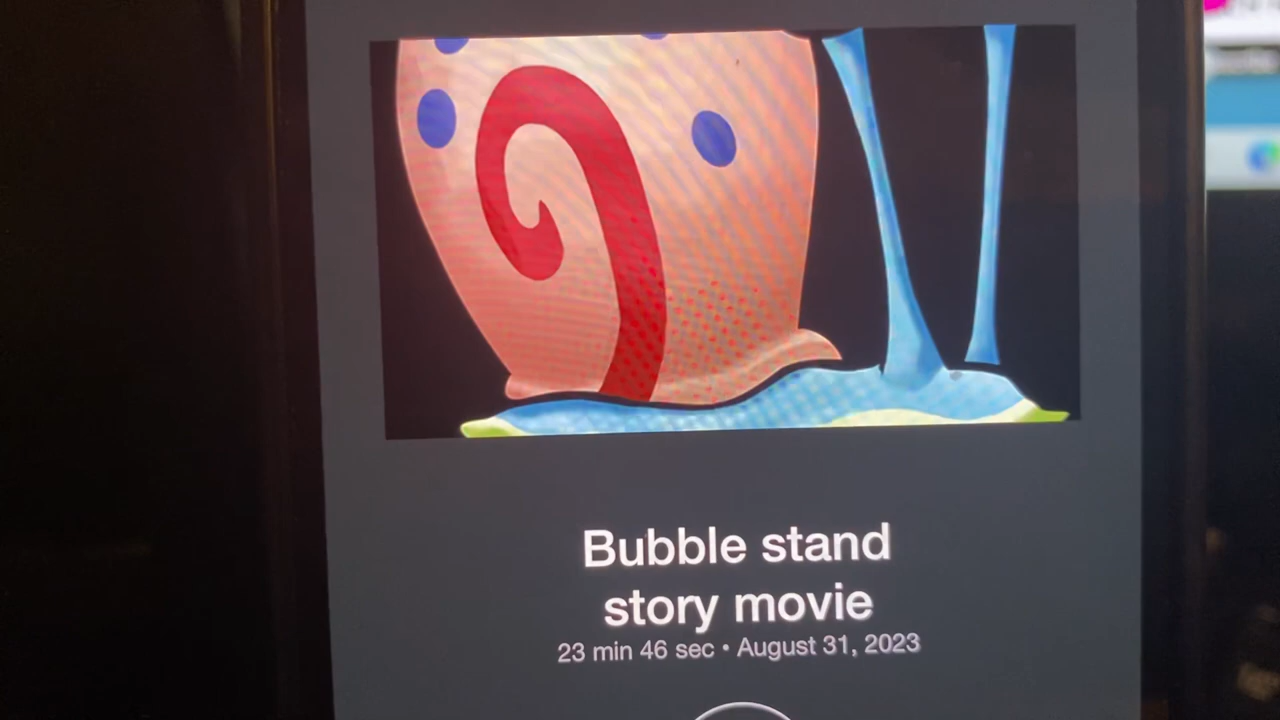 Bubble stand
story movie
23 min 46 sec • August 31, 2023